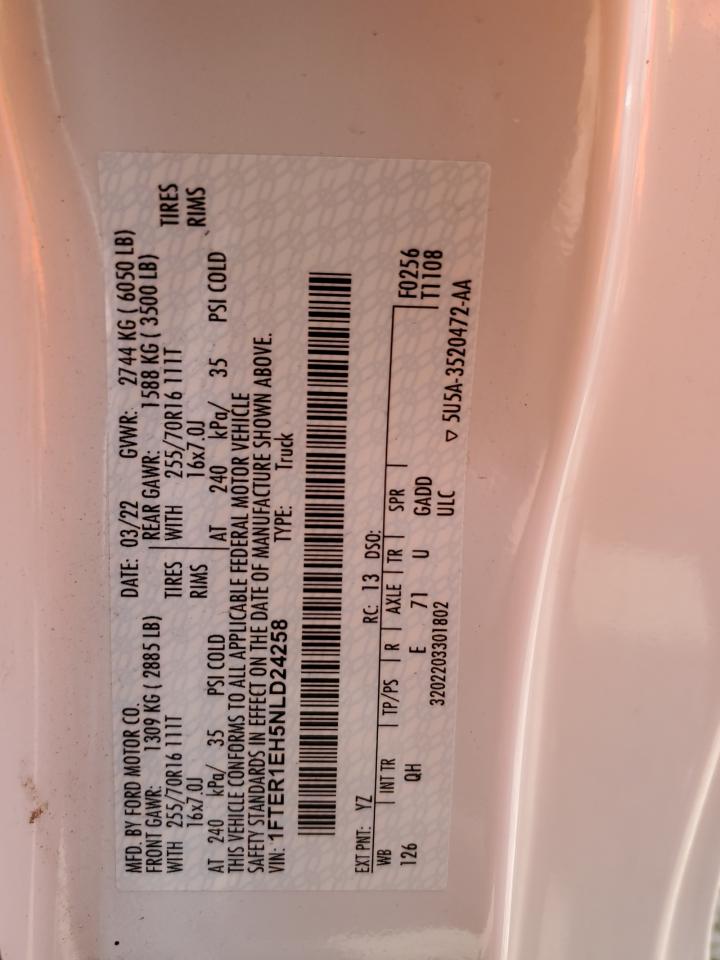 MFD. BY FORD MOTOR CO. DATE: 03/22 GVWR: 2744 KG ( 6050 LB)
FRONT GAWR: 1309 KG ( 2885 LB) REAR GAWR: 1588 KG ( 3500 LB)
WITH 255/70R16 111T TIRES WITH 255/70R16 111T TIRES
16x7.0J RIMS 16x7.0J RIMS
AT 240 kPa/ 35 PSI COLD AT 240 kPa/ 35 PSI COLD
THIS VEHICLE CONFORMS TO ALL APPLICABLE FEDERAL MOTOR VEHICLE
SAFETY STANDARDS IN EFFECT ON THE DATE OF MANUFACTURE SHOWN ABOVE.
VIN: 1FTER1EH5NLD24258 TYPE: Truck
EXT PNT: YZ RC: 13 DSO:
WB INT TR TP/PS R AXLE TR SPR F0256
126 QH E 71 U GADD T1108
3202203301802 ULC
▽ 5U5A-3520472-AA